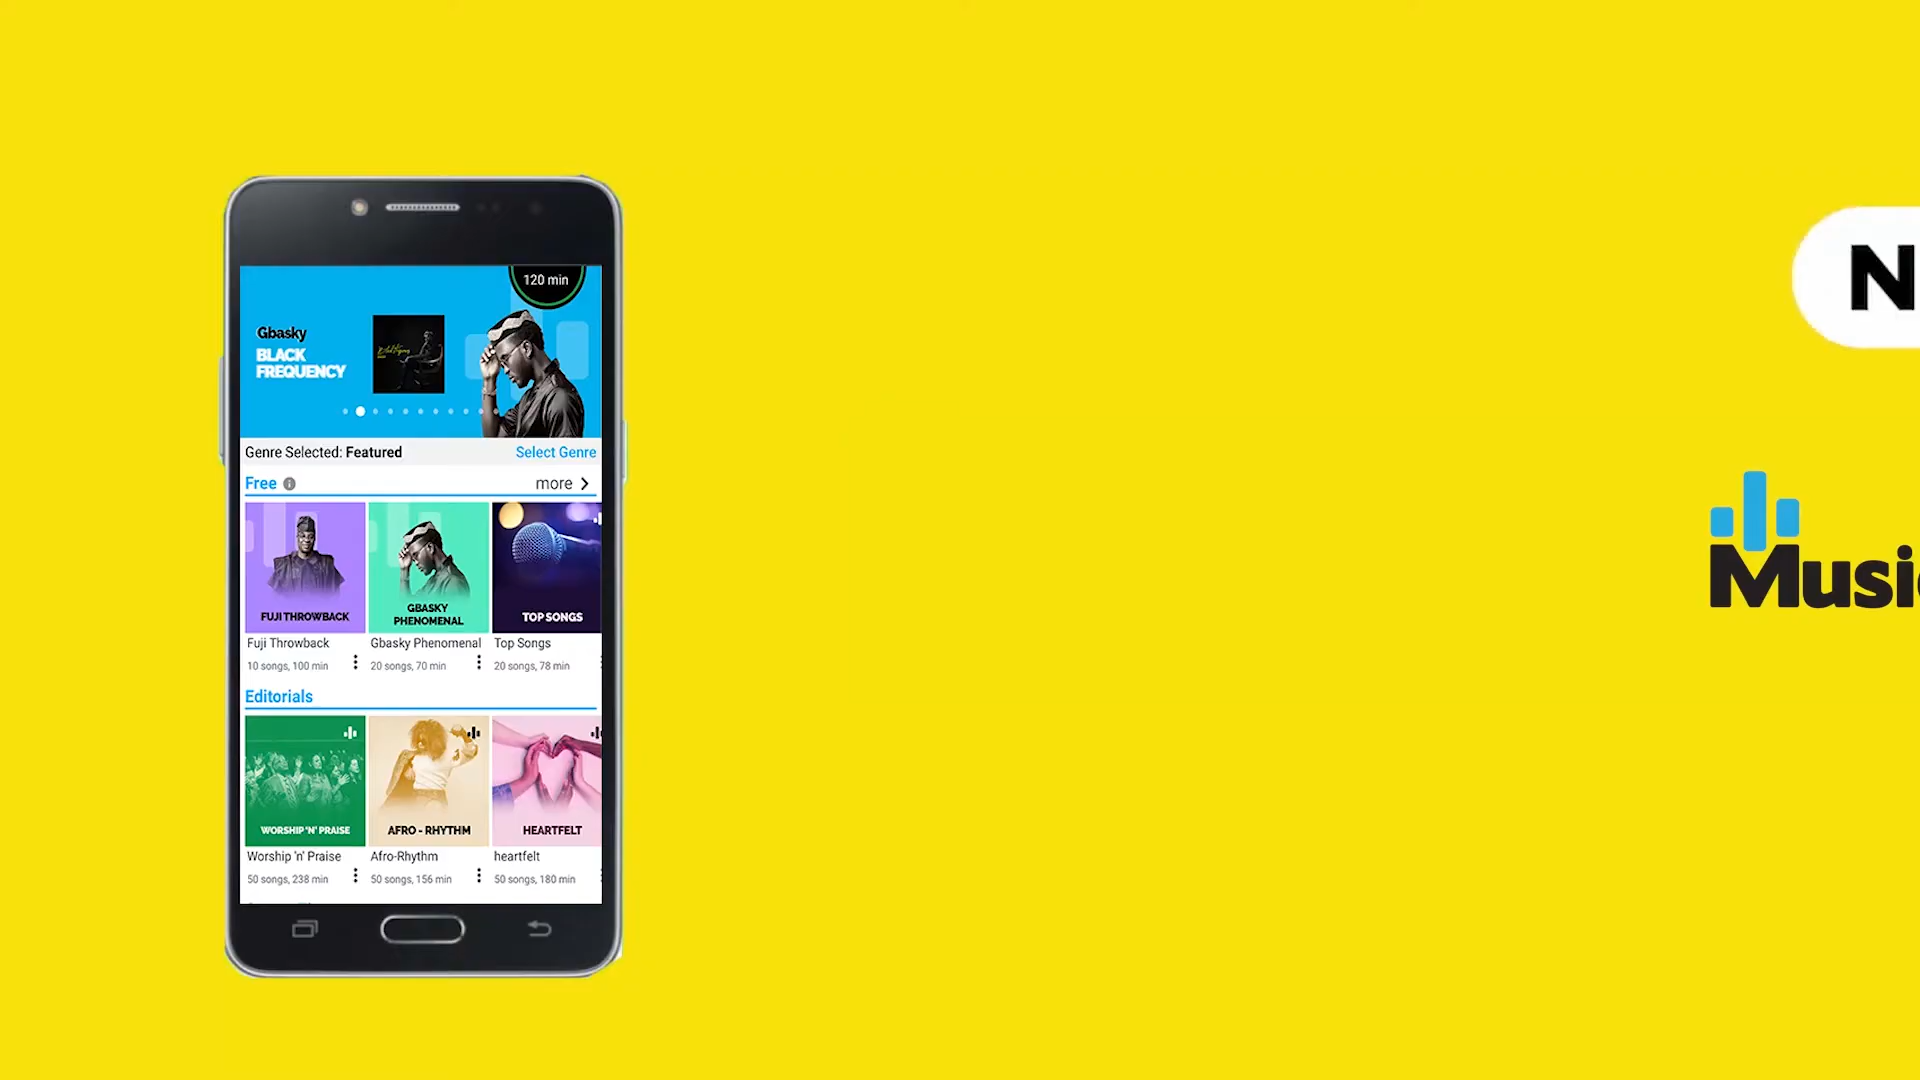 120 min
Gbasky
BLACK
FREQUENCY
Genre Selected: Featured
Select Genre
Free
more
FUJI THROWBACK
GBASKY
PHENOMENAL
TOP SONGS
Fuji Throwback
Gbasky Phenomenal
Top Songs
10 songs, 100 min
20 songs, 70 min
20 songs, 78 min
Editorials
WORSHIP 'N' PRAISE
AFRO - RHYTHM
HEARTFELT
Worship 'n' Praise
Afro-Rhythm
heartfelt
50 songs, 238 min
50 songs, 156 min
50 songs, 180 min
N
Music